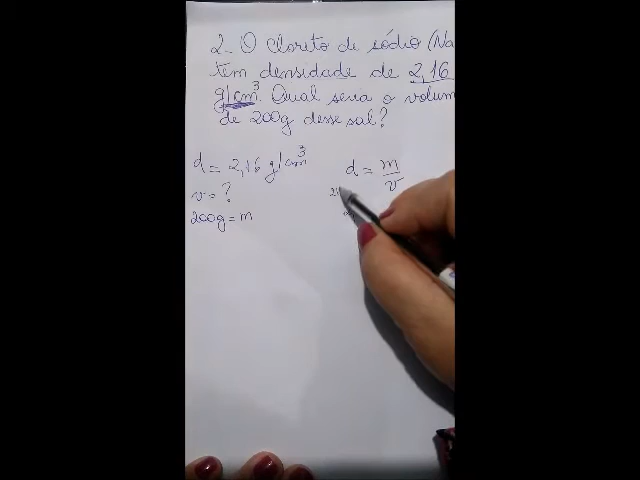 2- O cloreto de sódio (Na
tem densidade de 2,16
g/cm³. Qual seria o volum
de 200g desse sal?
d = 2,16 g/cm³
d = m/v
v = ?
200g = m